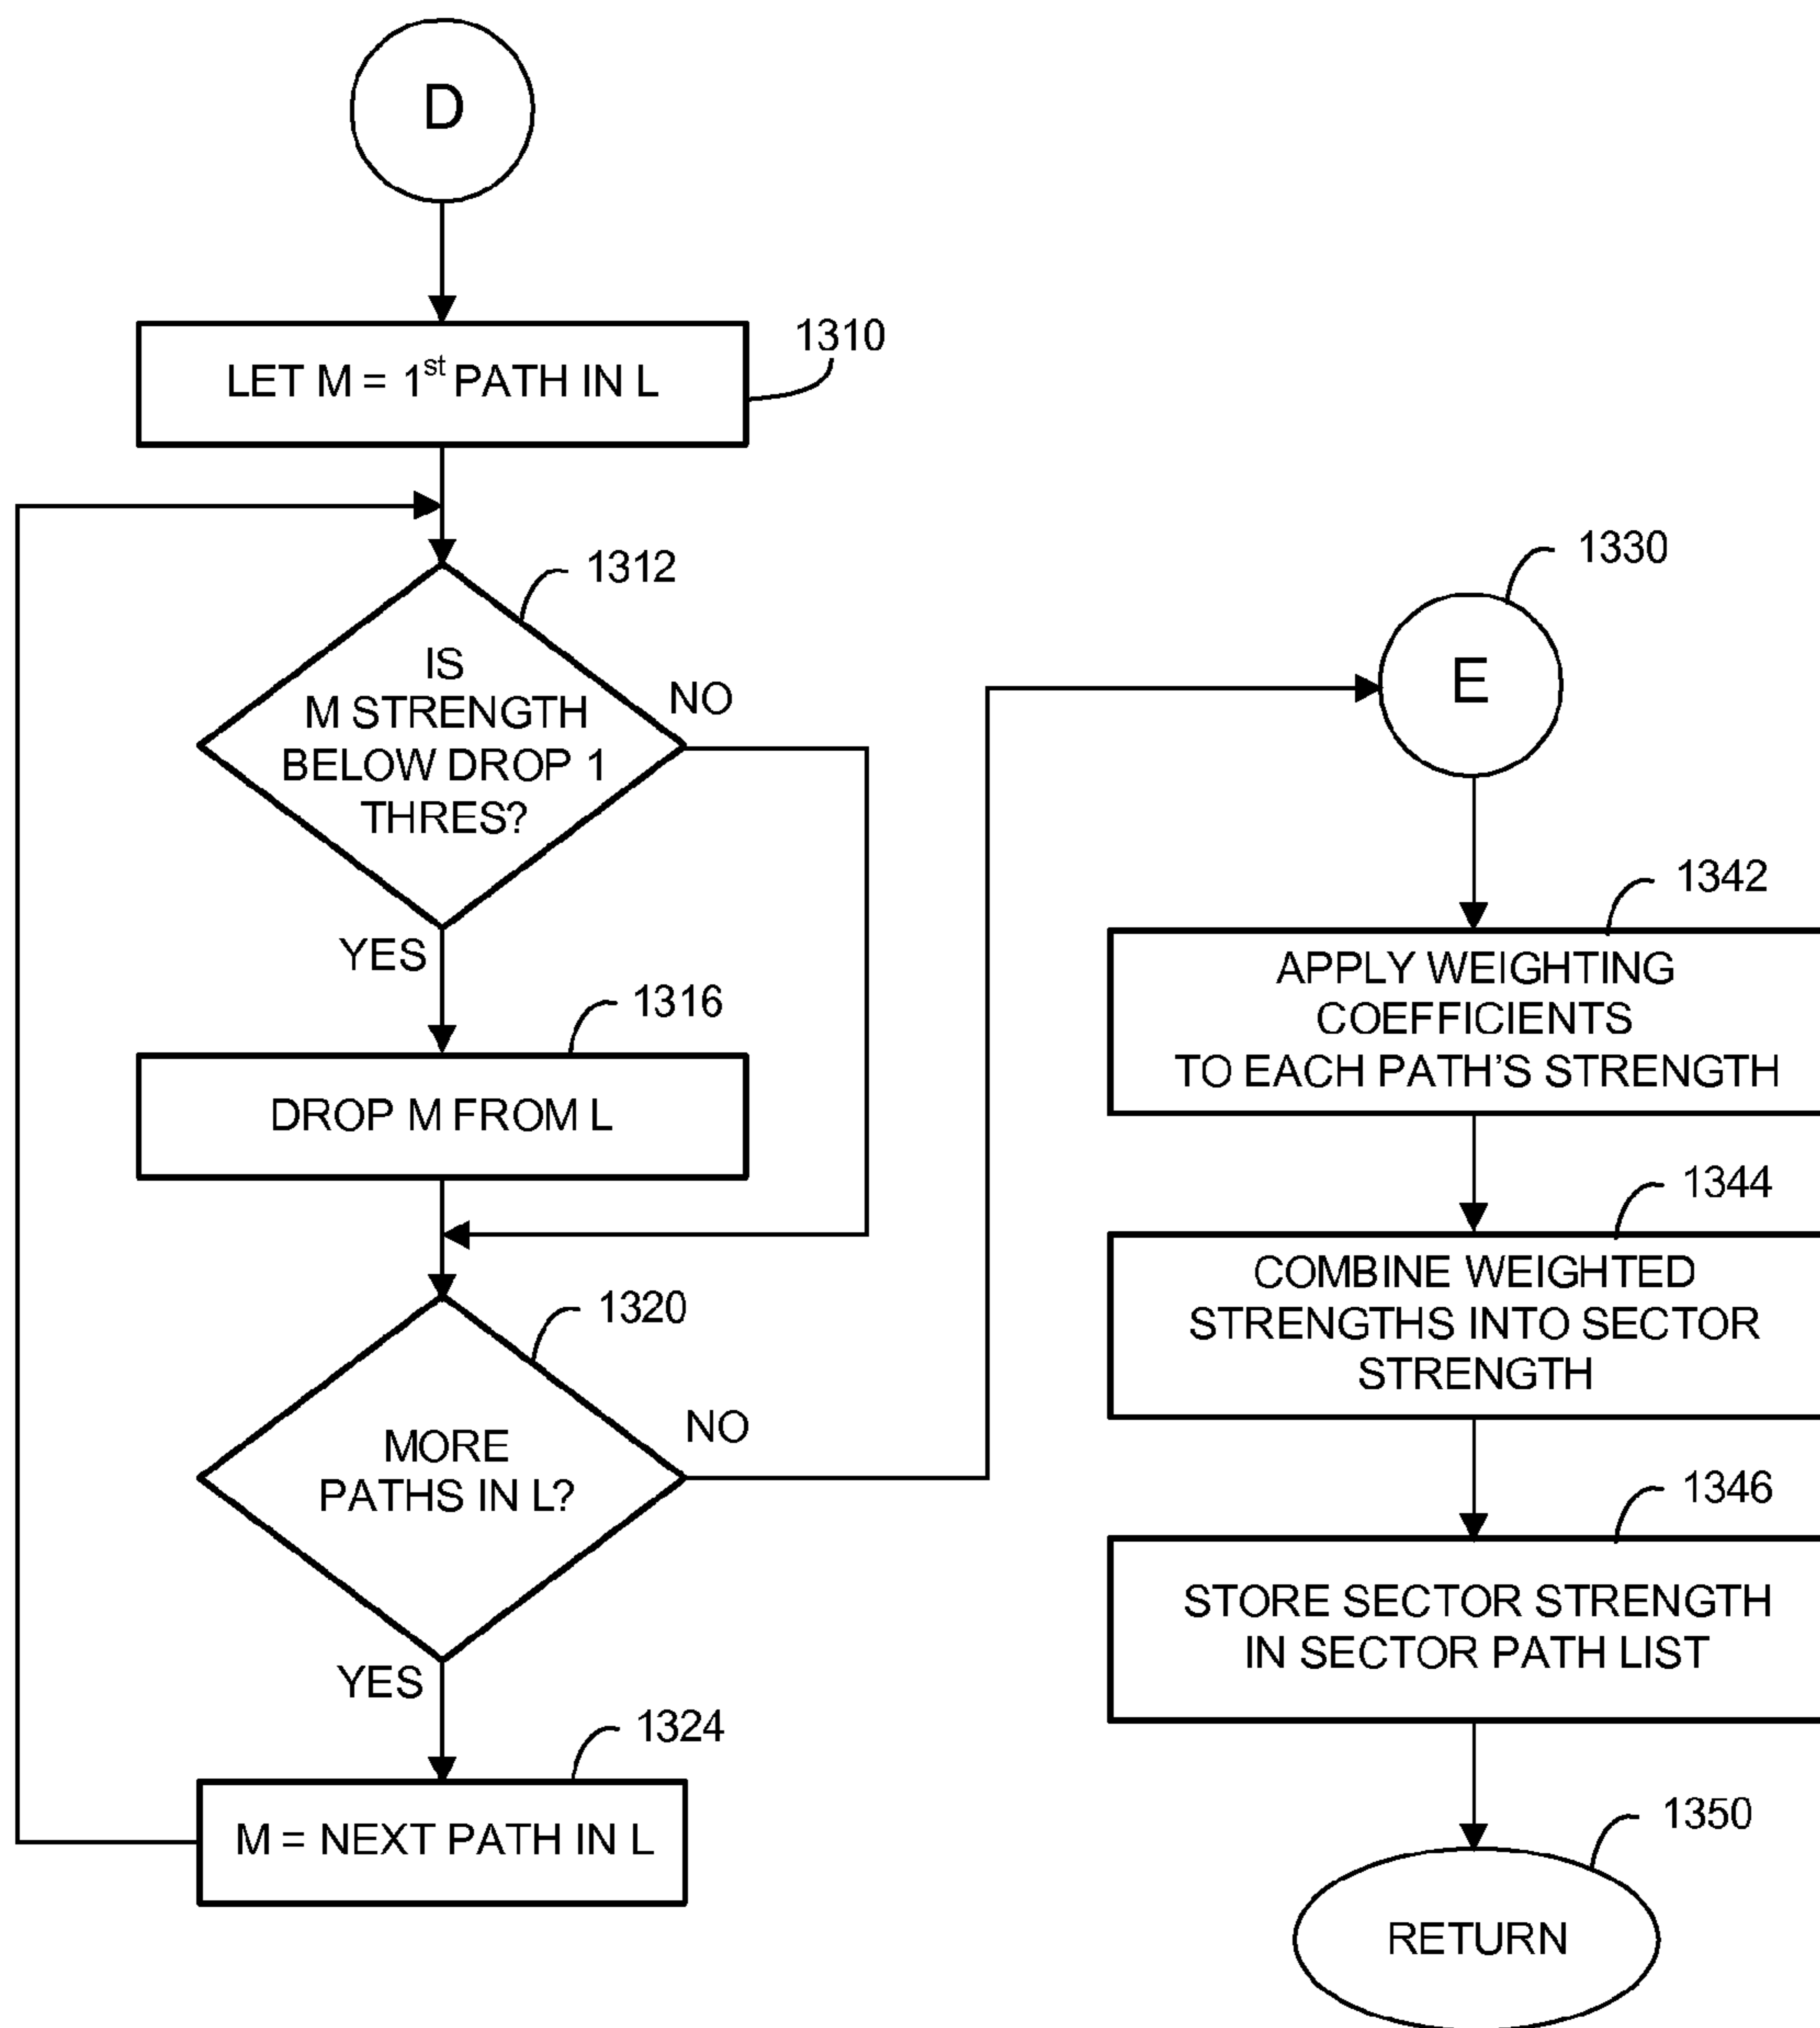 D
1310
LET M = 1st PATH IN L
1312
IS
M STRENGTH
BELOW DROP 1
THRES?
NO
YES
1316
DROP M FROM L
1320
MORE
PATHS IN L?
NO
YES
1324
M = NEXT PATH IN L
1330
E
1342
APPLY WEIGHTING
COEFFICIENTS
TO EACH PATH'S STRENGTH
1344
COMBINE WEIGHTED
STRENGTHS INTO SECTOR
STRENGTH
1346
STORE SECTOR STRENGTH
IN SECTOR PATH LIST
1350
RETURN